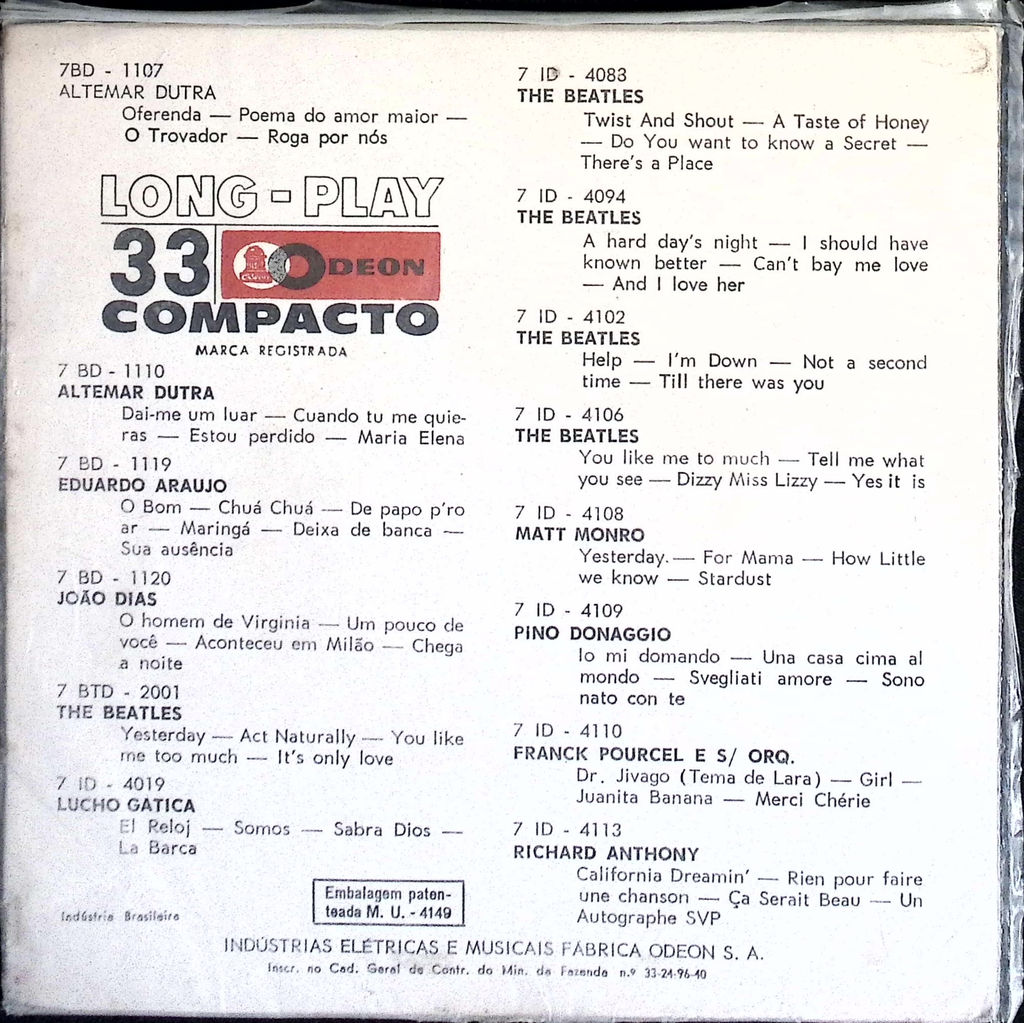 7BD - 1107
ALTEMAR DUTRA
Oferenda — Poema do amor maior —
O Trovador — Roga por nós
LONG-PLAY
33 ODEON
COMPACTO
MARCA REGISTRADA
7 BD - 1110
ALTEMAR DUTRA
Dai-me um luar — Cuando tu me quie-
ras — Estou perdido — Maria Elena
7 BD - 1119
EDUARDO ARAUJO
O Bom — Chuá Chuá — De papo p'ro
ar — Maringá — Deixa de banca —
Sua ausência
7 BD - 1120
JOÃO DIAS
O homem de Virginia — Um pouco de
você — Aconteceu em Milão — Chega
a noite
7 BTD - 2001
THE BEATLES
Yesterday — Act Naturally — You like
me too much — It's only love
7 ID - 4019
LUCHO GATICA
El Reloj — Somos — Sabra Dios —
La Barca
7 ID - 4083
THE BEATLES
Twist And Shout — A Taste of Honey
— Do You want to know a Secret —
There's a Place
7 ID - 4094
THE BEATLES
A hard day's night — I should have
known better — Can't bay me love
— And I love her
7 ID - 4102
THE BEATLES
Help — I'm Down — Not a second
time — Till there was you
7 ID - 4106
THE BEATLES
You like me to much — Tell me what
you see — Dizzy Miss Lizzy — Yes it is
7 ID - 4108
MATT MONRO
Yesterday. — For Mama — How Little
we know — Stardust
7 ID - 4109
PINO DONAGGIO
Io mi domando — Una casa cima al
mondo — Svegliati amore — Sono
nato con te
7 ID - 4110
FRANCK POURCEL E S/ ORQ.
Dr. Jivago (Tema de Lara) — Girl —
Juanita Banana — Merci Chérie
7 ID - 4113
RICHARD ANTHONY
California Dreamin' — Rien pour faire
une chanson — Ça Serait Beau — Un
Autographe SVP
Indústria Brasileira
Embalagem paten-
teada M. U. - 4149
INDÚSTRIAS ELÉTRICAS E MUSICAIS FÁBRICA ODEON S. A.
Inscr. no Cad. Geral de Contr. do Min. da Fazenda n.º 33-24-96-40